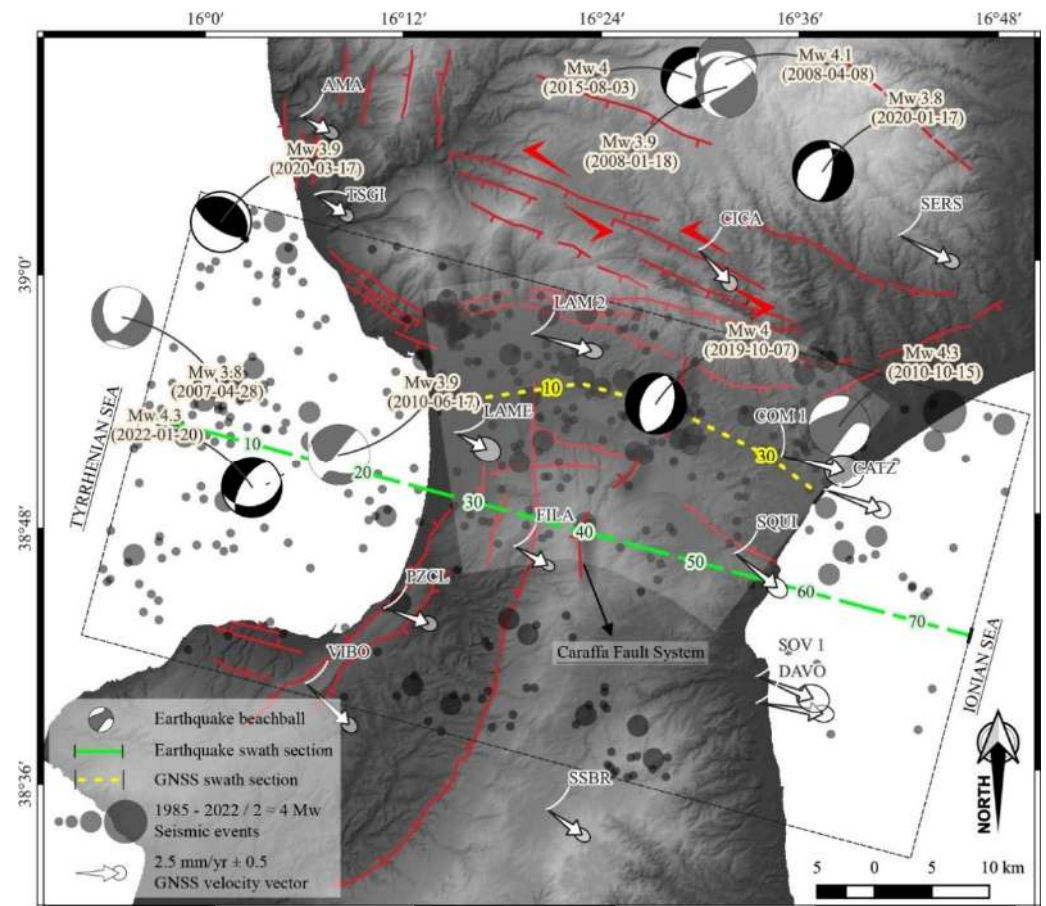 16°0'
16°12'
16°24'
16°36'
16°48'
39°0'
38°48'
38°36'
AMA
Mw 4
(2015-08-03)
Mw 4.1
(2008-04-08)
Mw 3.9
(2008-01-18)
Mw 3.8
(2020-01-17)
Mw 3.9
(2020-03-17)
TSGI
CICA
SERS
LAM 2
Mw 4
(2019-10-07)
Mw 4.3
(2010-10-15)
Mw 3.8
(2007-04-28)
Mw 3.9
(2010-06-17)
Mw 4.3
(2022-01-20)
TYRRHENIAN SEA
LAME
COM 1
CATZ
10
30
10
20
30
40
50
60
70
FILA
SQUI
PZCL
VIBO
Caraffa Fault System
SOV 1
DAVO
IONIAN SEA
SSBR
Earthquake beachball
Earthquake swath section
GNSS swath section
1985 - 2022 / 2 ≈ 4 Mw
Seismic events
2.5 mm/yr ± 0.5
GNSS velocity vector
NORTH
5 0 5 10 km